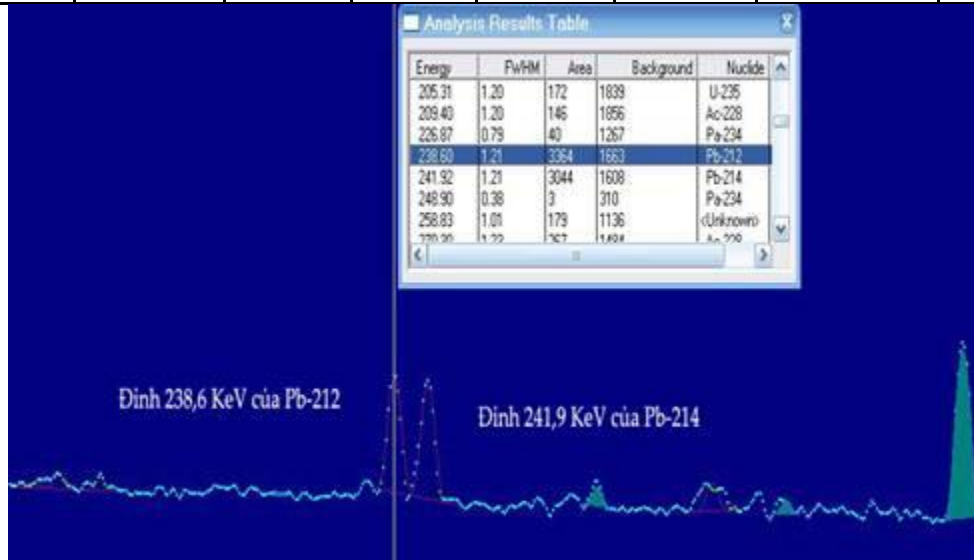 Analysis Results Table
Energy FWHM Area Background Nuclide
205.31 1.20 172 1839 U-235
209.40 1.20 146 1856 Ac-228
226.87 0.79 40 1267 Pa-234
238.60 1.21 3364 1663 Pb-212
241.92 1.21 3044 1608 Pb-214
248.90 0.38 3 310 Pa-234
258.83 1.01 179 1136 <Unknown>
Đỉnh 238,6 KeV của Pb-212
Đỉnh 241,9 KeV của Pb-214